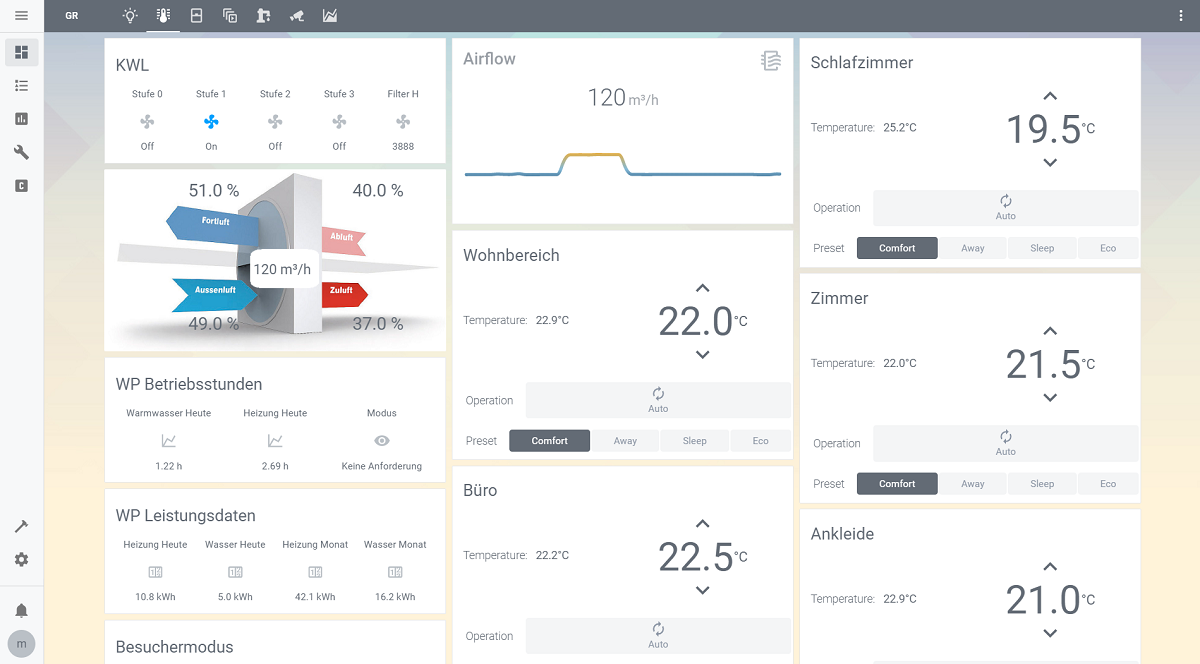 GR
KWL
Stufe 0 Stufe 1 Stufe 2 Stufe 3 Filter H
Off On Off Off 3888
51.0 % 40.0 %
Fortluft Abluft
120 m³/h
Aussenluft Zuluft
49.0 % 37.0 %
WP Betriebsstunden
Warmwasser Heute Heizung Heute Modus
1.22 h 2.69 h Keine Anforderung
WP Leistungsdaten
Heizung Heute Wasser Heute Heizung Monat Wasser Monat
10.8 kWh 5.0 kWh 42.1 kWh 16.2 kWh
Besuchermodus
Airflow
120 m³/h
Wohnbereich
Temperature: 22.9°C
22.0 °C
Operation Auto
Preset Comfort Away Sleep Eco
Büro
Temperature: 22.2°C
22.5 °C
Operation Auto
Schlafzimmer
Temperature: 25.2°C
19.5 °C
Operation Auto
Preset Comfort Away Sleep Eco
Zimmer
Temperature: 22.0°C
21.5 °C
Operation Auto
Preset Comfort Away Sleep Eco
Ankleide
Temperature: 22.9°C
21.0 °C
C
m